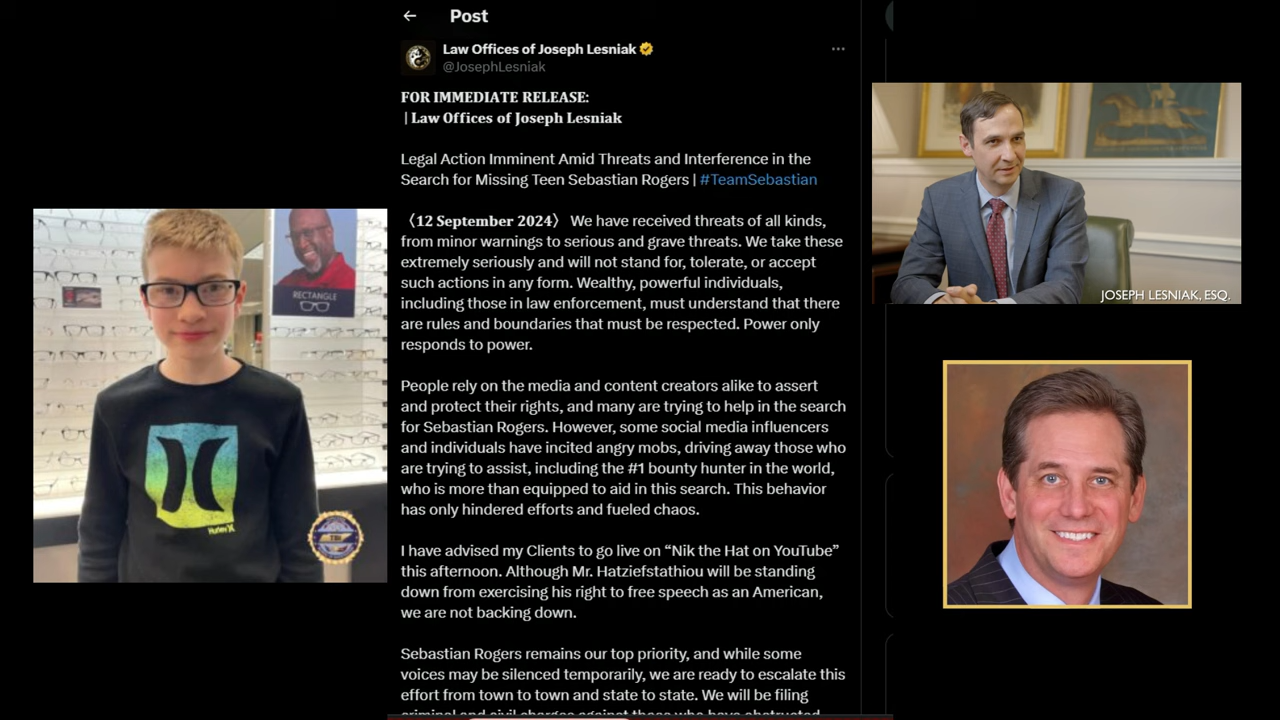 Post
Law Offices of Joseph Lesniak
@JosephLesniak
FOR IMMEDIATE RELEASE:
| Law Offices of Joseph Lesniak
Legal Action Imminent Amid Threats and Interference in the
Search for Missing Teen Sebastian Rogers | #TeamSebastian
〈12 September 2024〉 We have received threats of all kinds,
from minor warnings to serious and grave threats. We take these
extremely seriously and will not stand for, tolerate, or accept
such actions in any form. Wealthy, powerful individuals,
including those in law enforcement, must understand that there
are rules and boundaries that must be respected. Power only
responds to power.
People rely on the media and content creators alike to assert
and protect their rights, and many are trying to help in the search
for Sebastian Rogers. However, some social media influencers
and individuals have incited angry mobs, driving away those who
are trying to assist, including the #1 bounty hunter in the world,
who is more than equipped to aid in this search. This behavior
has only hindered efforts and fueled chaos.
I have advised my Clients to go live on “Nik the Hat on YouTube”
this afternoon. Although Mr. Hatziefstathiou will be standing
down from exercising his right to free speech as an American,
we are not backing down.
Sebastian Rogers remains our top priority, and while some
voices may be silenced temporarily, we are ready to escalate this
effort from town to town and state to state. We will be filing
criminal and civil charges against those who have obstructed
RECTANGLE
Hurley
TBI
JOSEPH LESNIAK, ESQ.